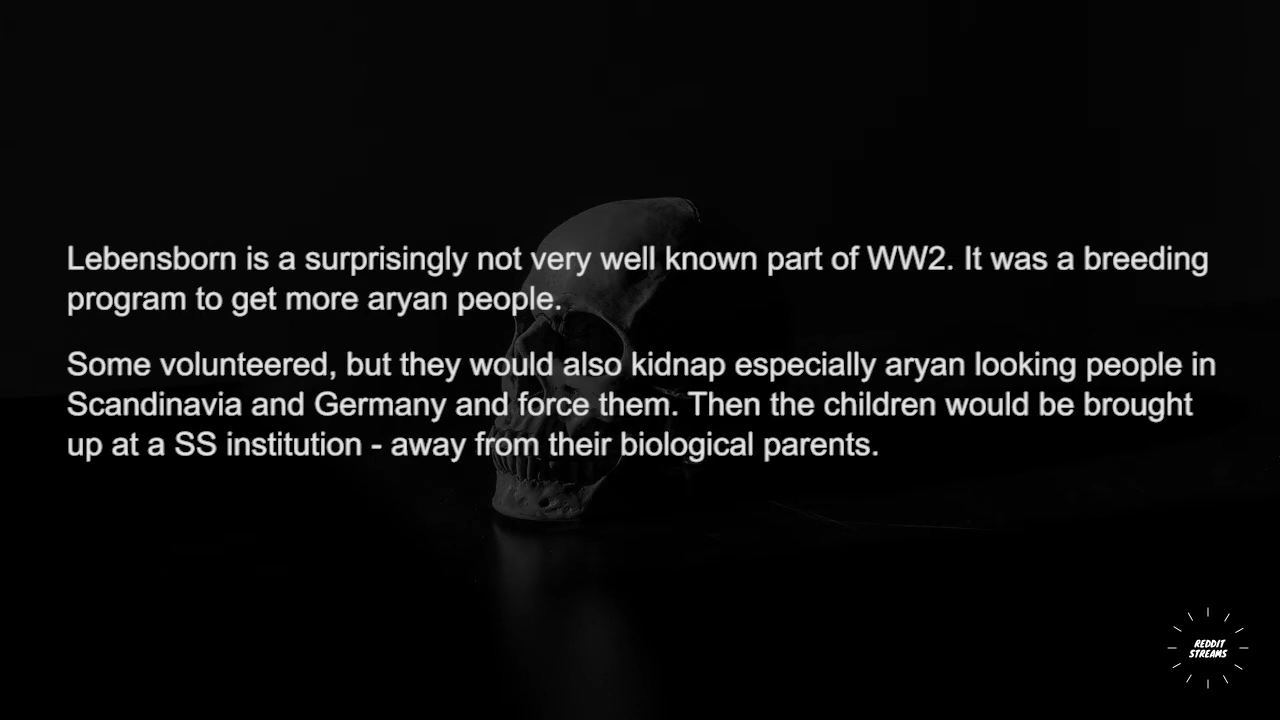 Lebensborn is a surprisingly not very well known part of WW2. It was a breeding
program to get more aryan people.
Some volunteered, but they would also kidnap especially aryan looking people in
Scandinavia and Germany and force them. Then the children would be brought
up at a SS institution - away from their biological parents.
REDDIT
STREAMS